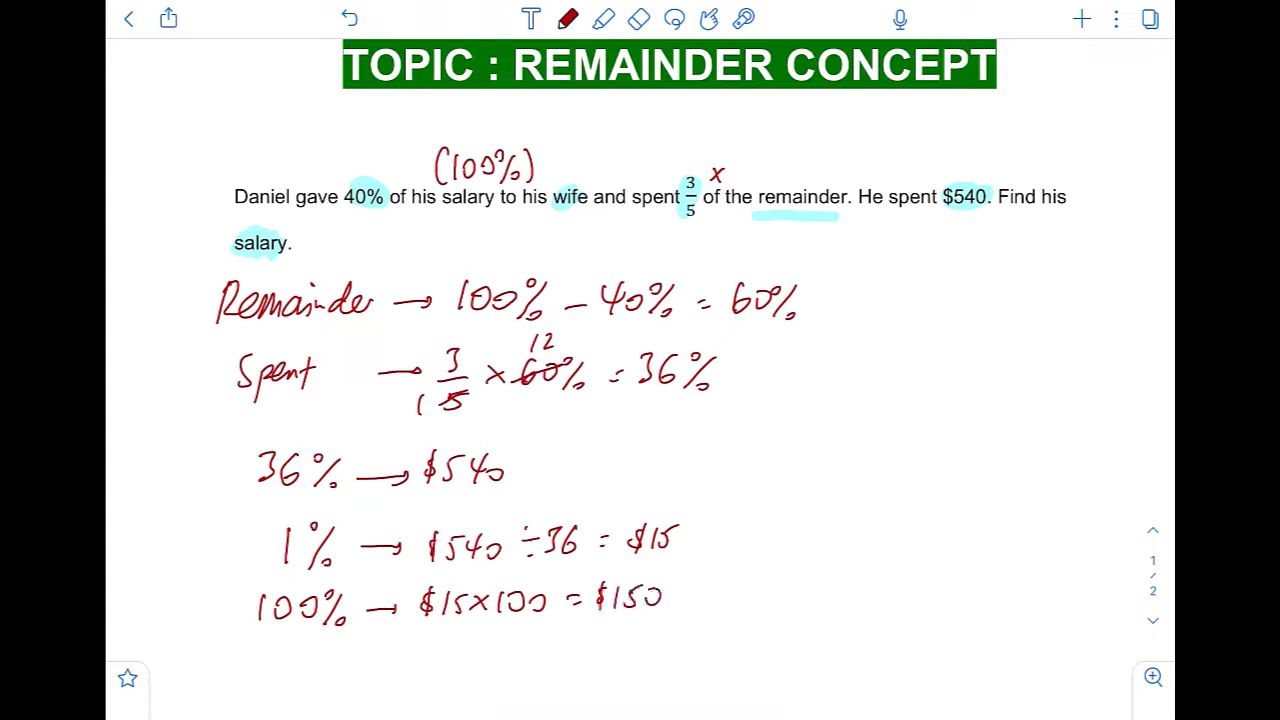 TOPIC : REMAINDER CONCEPT
(100%)
x
Daniel gave 40% of his salary to his wife and spent 3/5 of the remainder. He spent $540. Find his
salary.
Remainder → 100% - 40% = 60%
12
Spent → 3/5 × 60% = 36%
1
36% → $540
1% → $540 ÷ 36 = $15
100% → $15 × 100 = $150
T
1
/
2